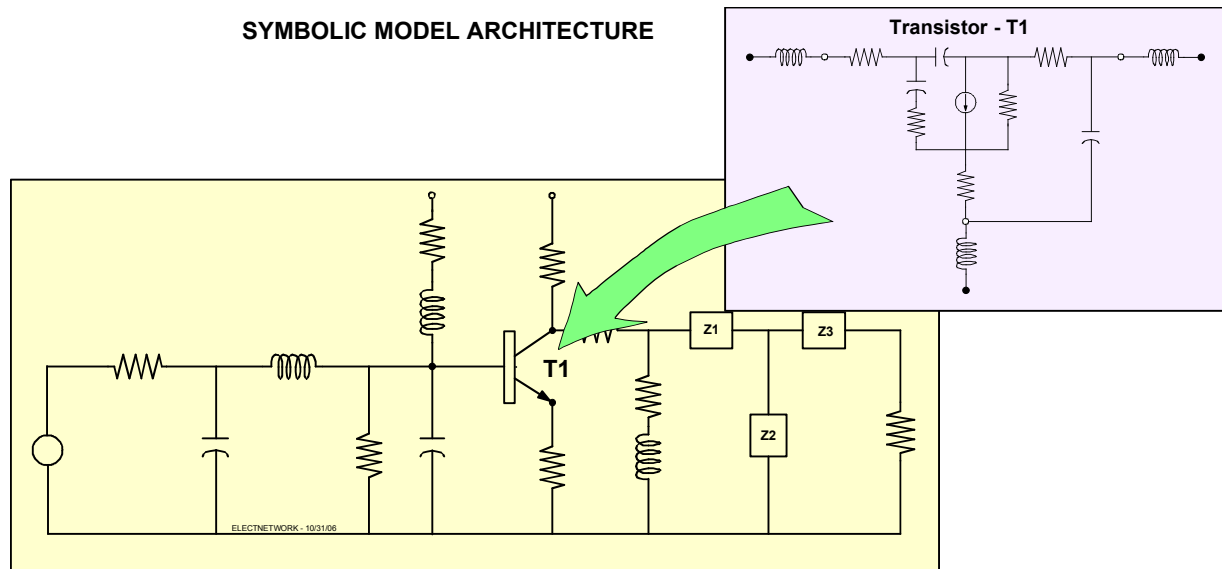 SYMBOLIC MODEL ARCHITECTURE
Transistor - T1
Z1
Z3
T1
Z2
ELECTNETWORK - 10/31/06